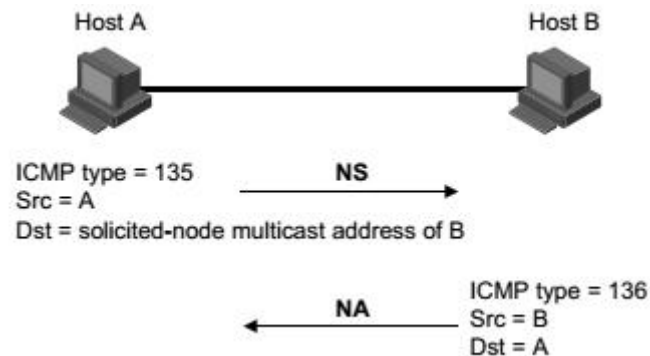 Host A
Host B
ICMP type = 135
Src = A
Dst = solicited-node multicast address of B
NS
NA
ICMP type = 136
Src = B
Dst = A